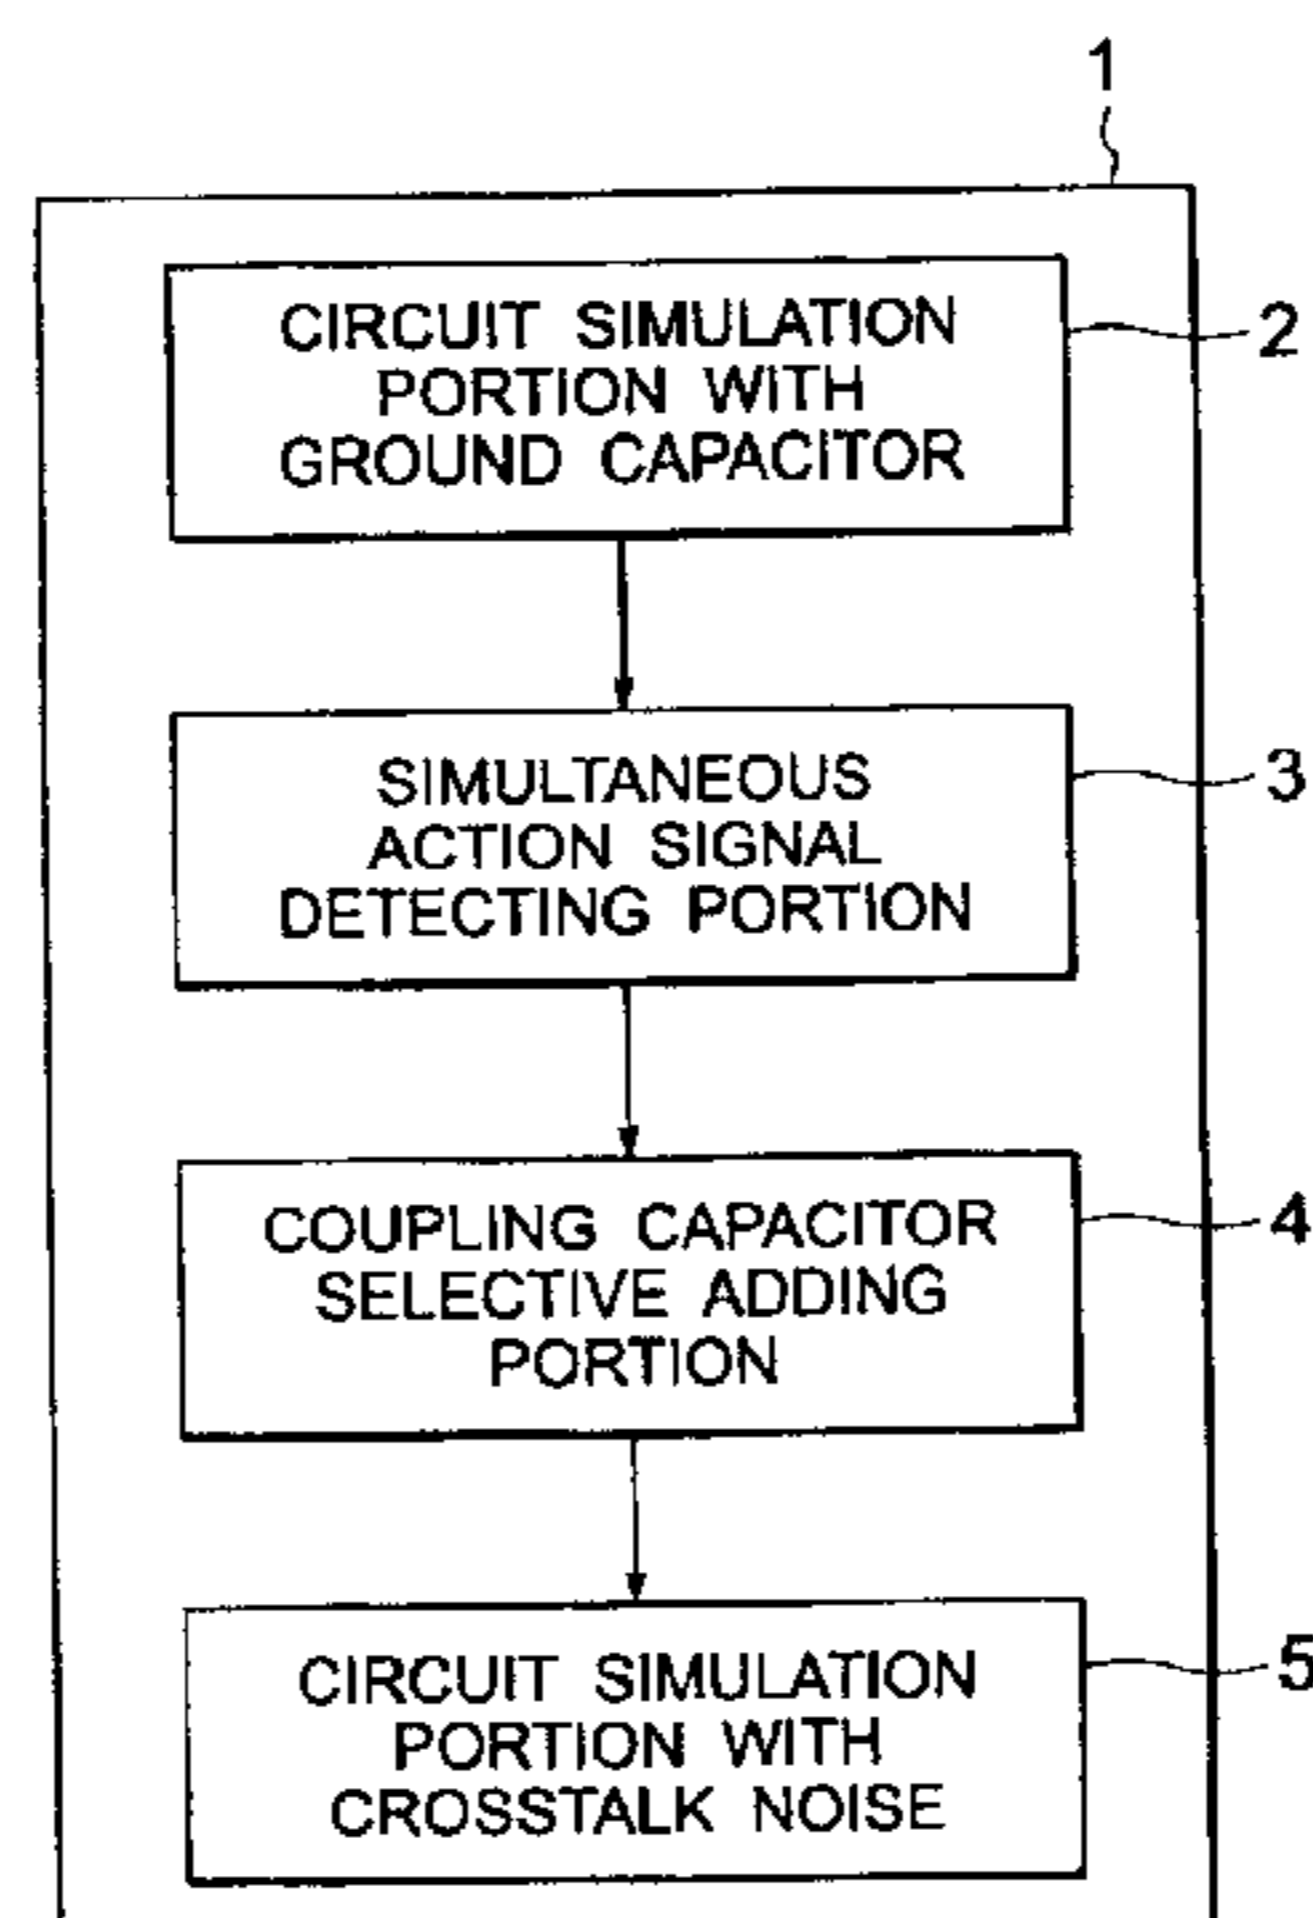 1
CIRCUIT SIMULATION
PORTION WITH
GROUND CAPACITOR
2
SIMULTANEOUS
ACTION SIGNAL
DETECTING PORTION
3
COUPLING CAPACITOR
SELECTIVE ADDING
PORTION
4
CIRCUIT SIMULATION
PORTION WITH
CROSSTALK NOISE
5